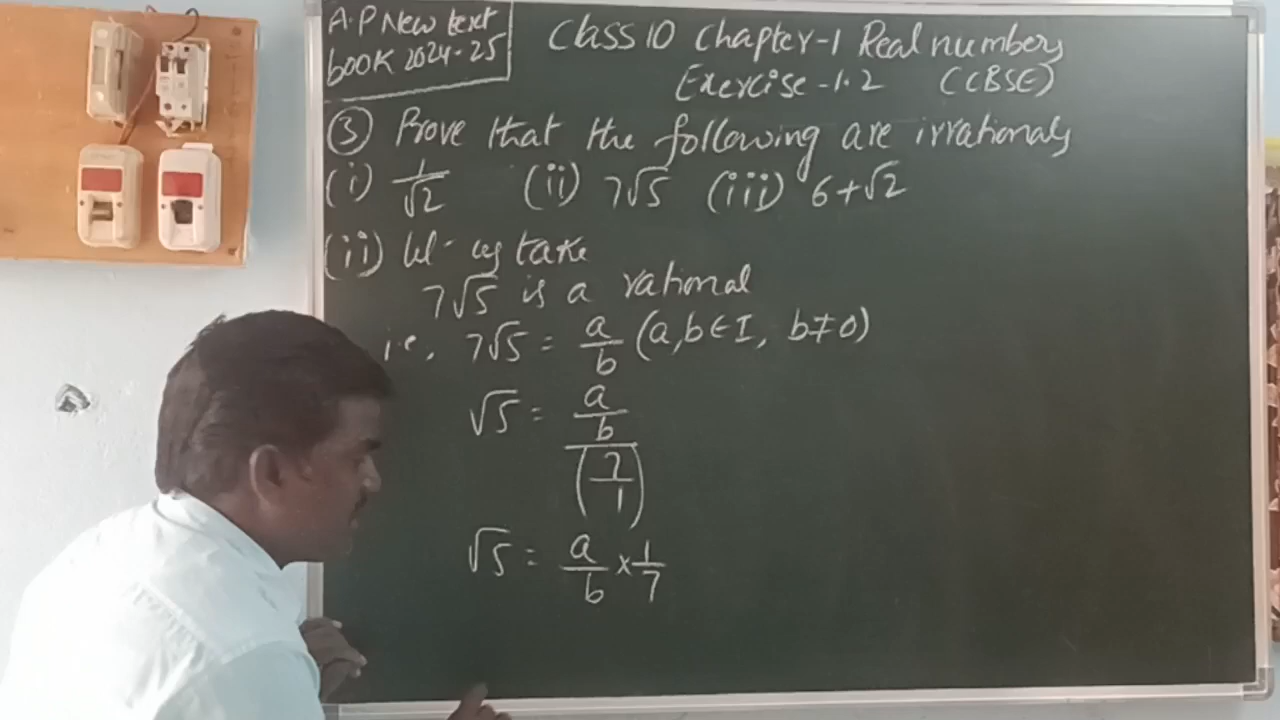 A.P New text
book 2024-25
Class 10 Chapter-1 Real numbers
Exercise-1.2 (CBSE)
③ Prove that the following are irrationals
(i) 1/√2 (ii) 7√5 (iii) 6+√2
(ii) let us take
7√5 is a rational
i.e, 7√5 = a/b (a,b∈I, b≠0)
√5 = (a/b)/(7/1)
√5 = a/b × 1/7